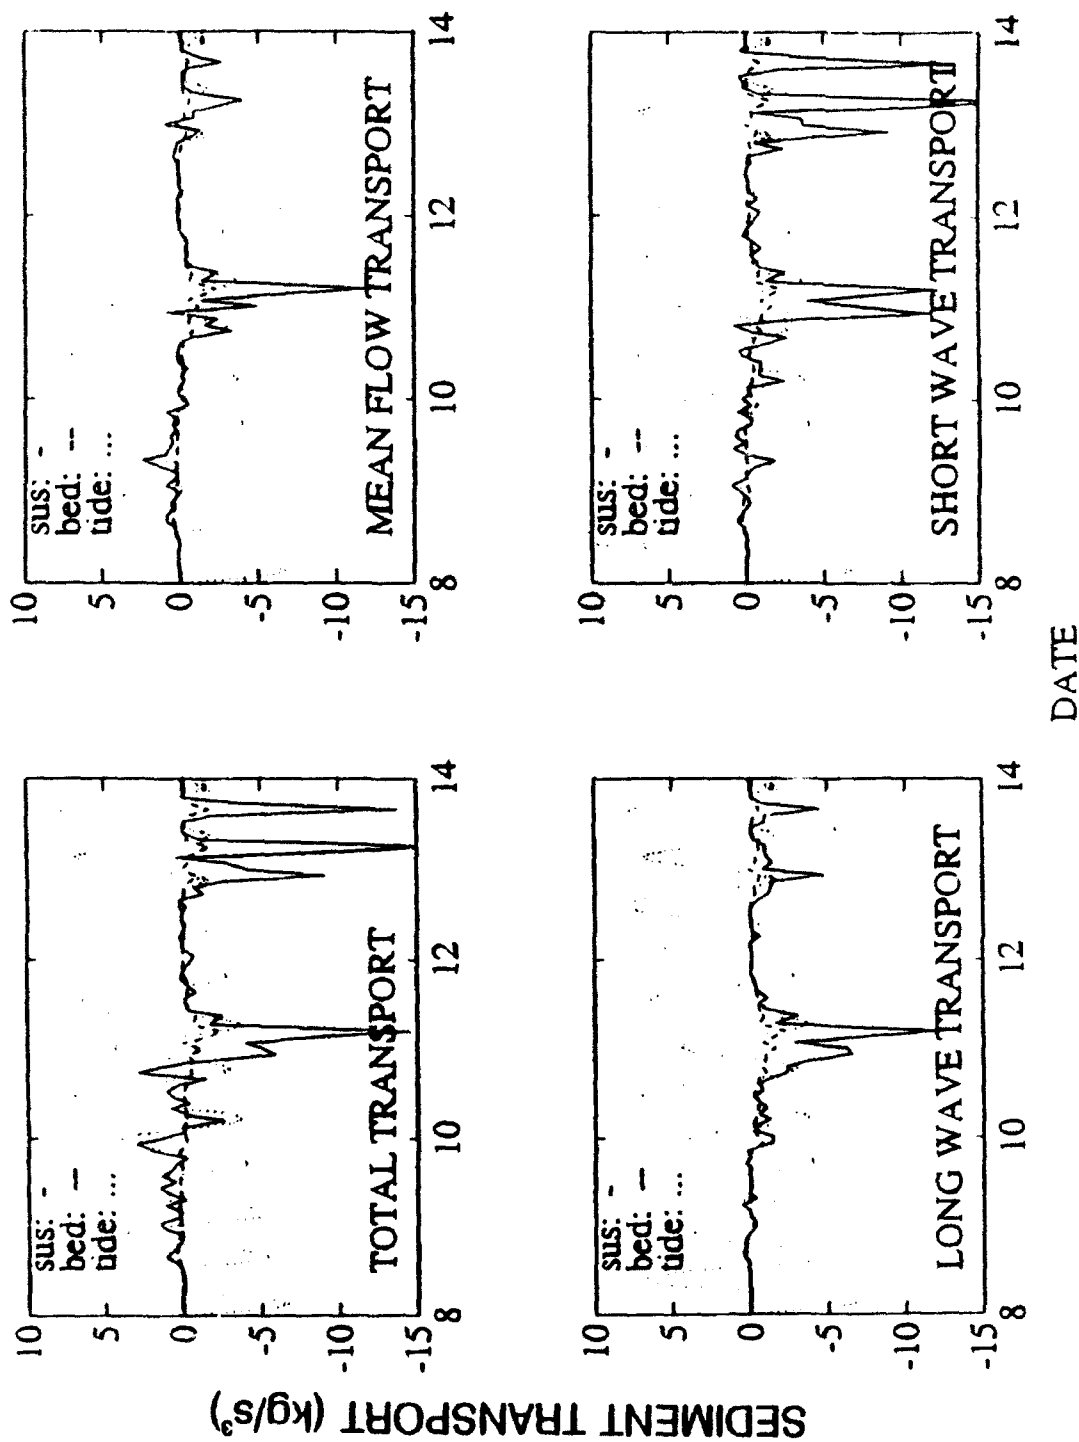 SEDIMENT TRANSPORT (kg/s³)
10
5
0
-5
-10
-15
sus: -
bed: --
tide: ...
TOTAL TRANSPORT
8
10
12
14
10
5
0
-5
-10
-15
sus: -
bed: --
tide: ...
MEAN FLOW TRANSPORT
8
10
12
14
10
5
0
-5
-10
-15
sus: -
bed: --
tide: ...
LONG WAVE TRANSPORT
8
10
12
14
10
5
0
-5
-10
-15
sus: -
bed: --
tide: ...
SHORT WAVE TRANSPORT
8
10
12
14
DATE